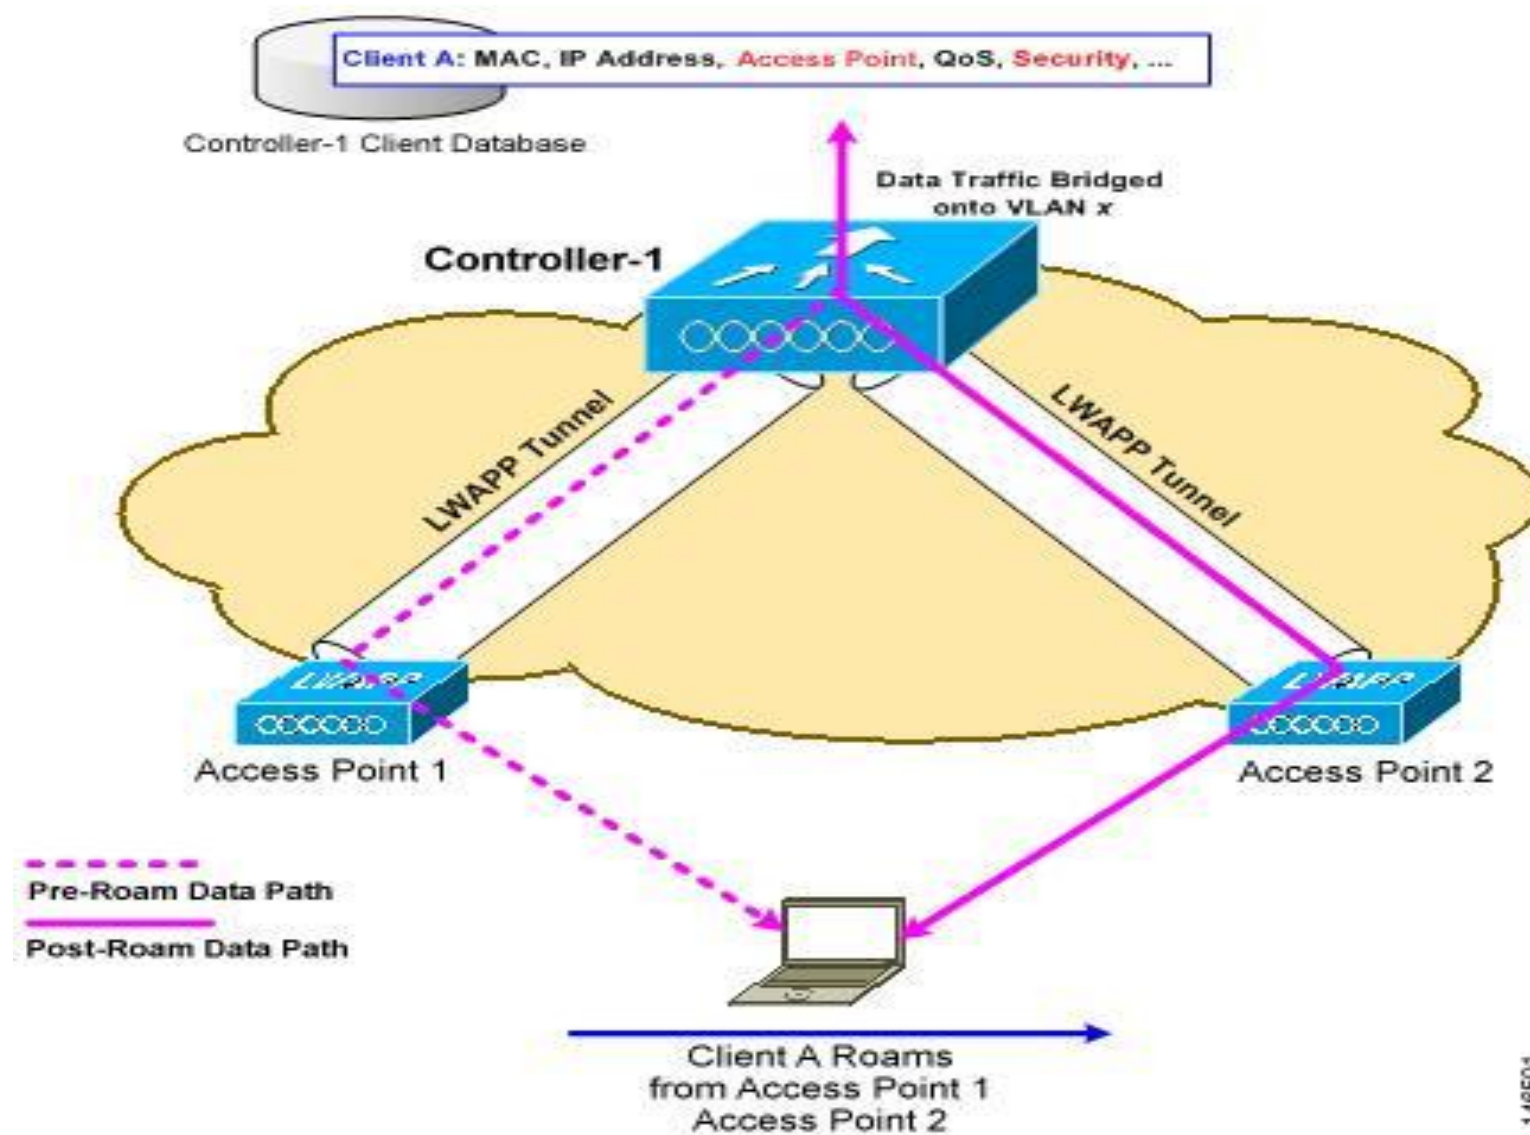 Client A: MAC, IP Address, Access Point, QoS, Security, ...
Controller-1 Client Database
Data Traffic Bridged
onto VLAN x
Controller-1
LWAPP Tunnel
LWAPP Tunnel
LWAPP
LWAPP
Access Point 1
Access Point 2
Pre-Roam Data Path
Post-Roam Data Path
Client A Roams
from Access Point 1
Access Point 2